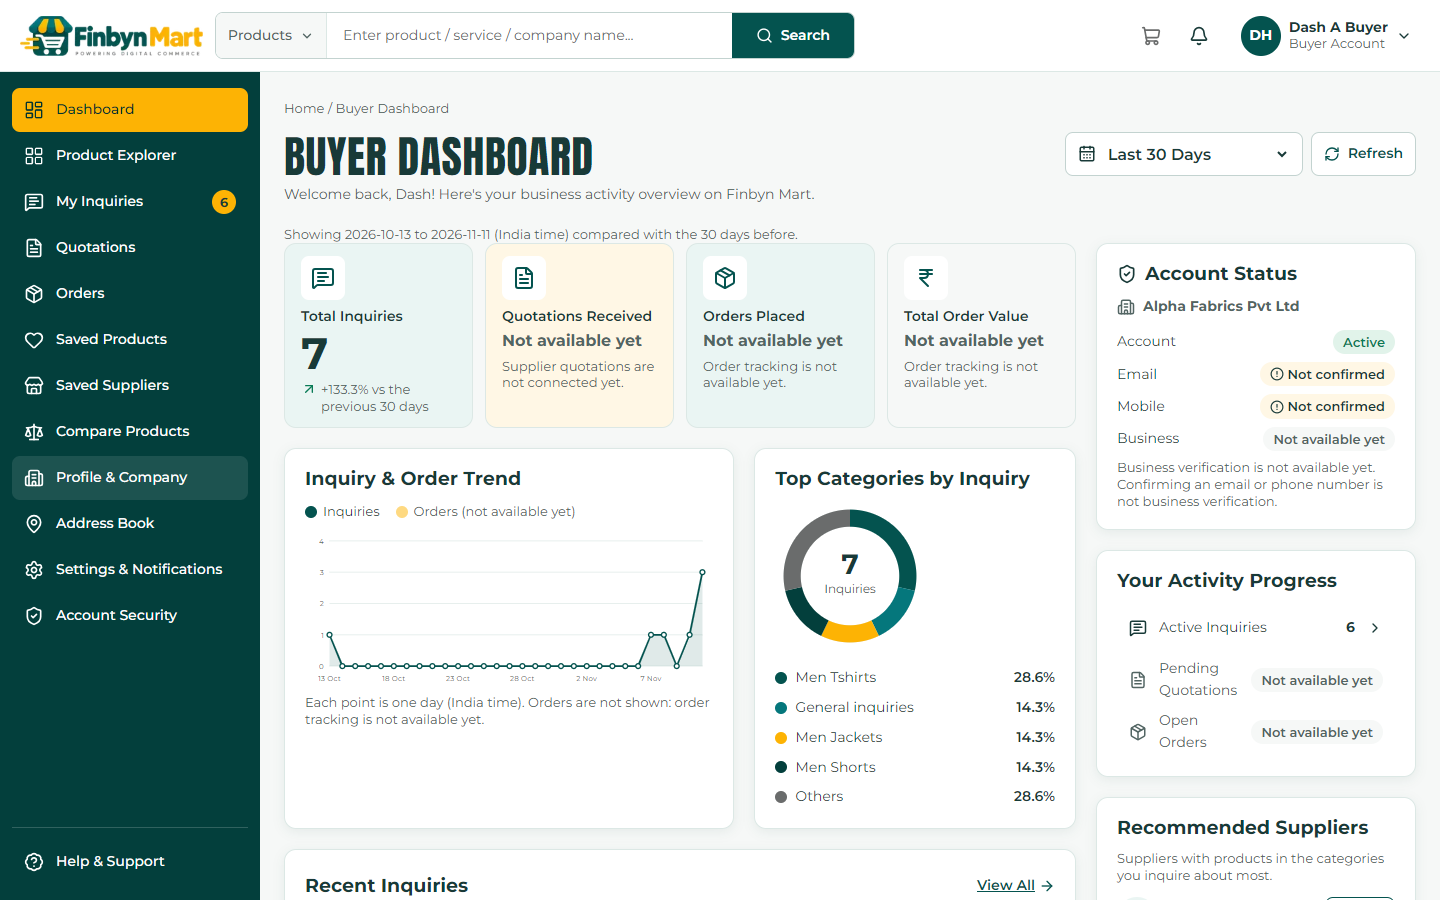 FinbynMart
POWERING DIGITAL COMMERCE
Products
Enter product / service / company name...
Search
DH
Dash A Buyer
Buyer Account
Dashboard
Product Explorer
My Inquiries
6
Quotations
Orders
Saved Products
Saved Suppliers
Compare Products
Profile & Company
Address Book
Settings & Notifications
Account Security
Help & Support
Home / Buyer Dashboard
BUYER DASHBOARD
Welcome back, Dash! Here's your business activity overview on Finbyn Mart.
Last 30 Days
Refresh
Showing 2026-10-13 to 2026-11-11 (India time) compared with the 30 days before.
Total Inquiries
7
+133.3% vs the
previous 30 days
Quotations Received
Not available yet
Supplier quotations are
not connected yet.
Orders Placed
Not available yet
Order tracking is not
available yet.
₹
Total Order Value
Not available yet
Order tracking is not
available yet.
Inquiry & Order Trend
Inquiries
Orders (not available yet)
4
3
2
1
0
13 Oct
18 Oct
23 Oct
28 Oct
2 Nov
7 Nov
Each point is one day (India time). Orders are not shown: order
tracking is not available yet.
Top Categories by Inquiry
7
Inquiries
Men Tshirts 28.6%
General inquiries 14.3%
Men Jackets 14.3%
Men Shorts 14.3%
Others 28.6%
Recent Inquiries
View All
Account Status
Alpha Fabrics Pvt Ltd
Account Active
Email Not confirmed
Mobile Not confirmed
Business Not available yet
Business verification is not available yet.
Confirming an email or phone number is
not business verification.
Your Activity Progress
Active Inquiries 6
Pending
Quotations
Not available yet
Open
Orders
Not available yet
Recommended Suppliers
Suppliers with products in the categories
you inquire about most.